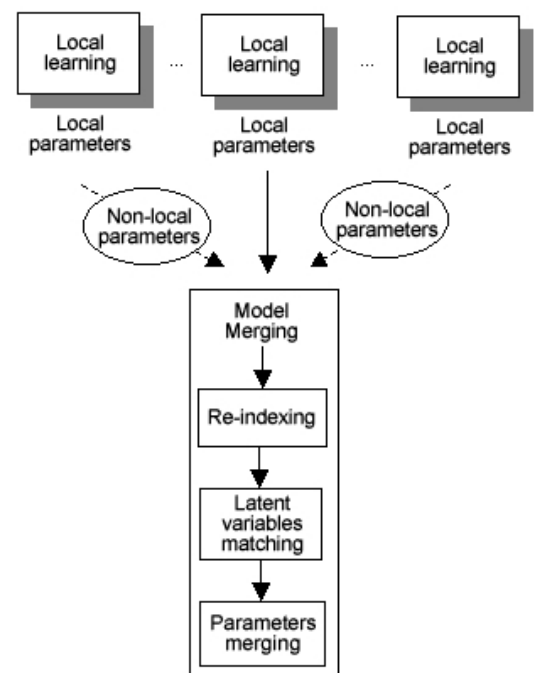 Local
learning
...
Local
learning
...
Local
learning
Local
parameters
Local
parameters
Local
parameters
Non-local
parameters
Non-local
parameters
Model
Merging
Re-indexing
Latent
variables
matching
Parameters
merging